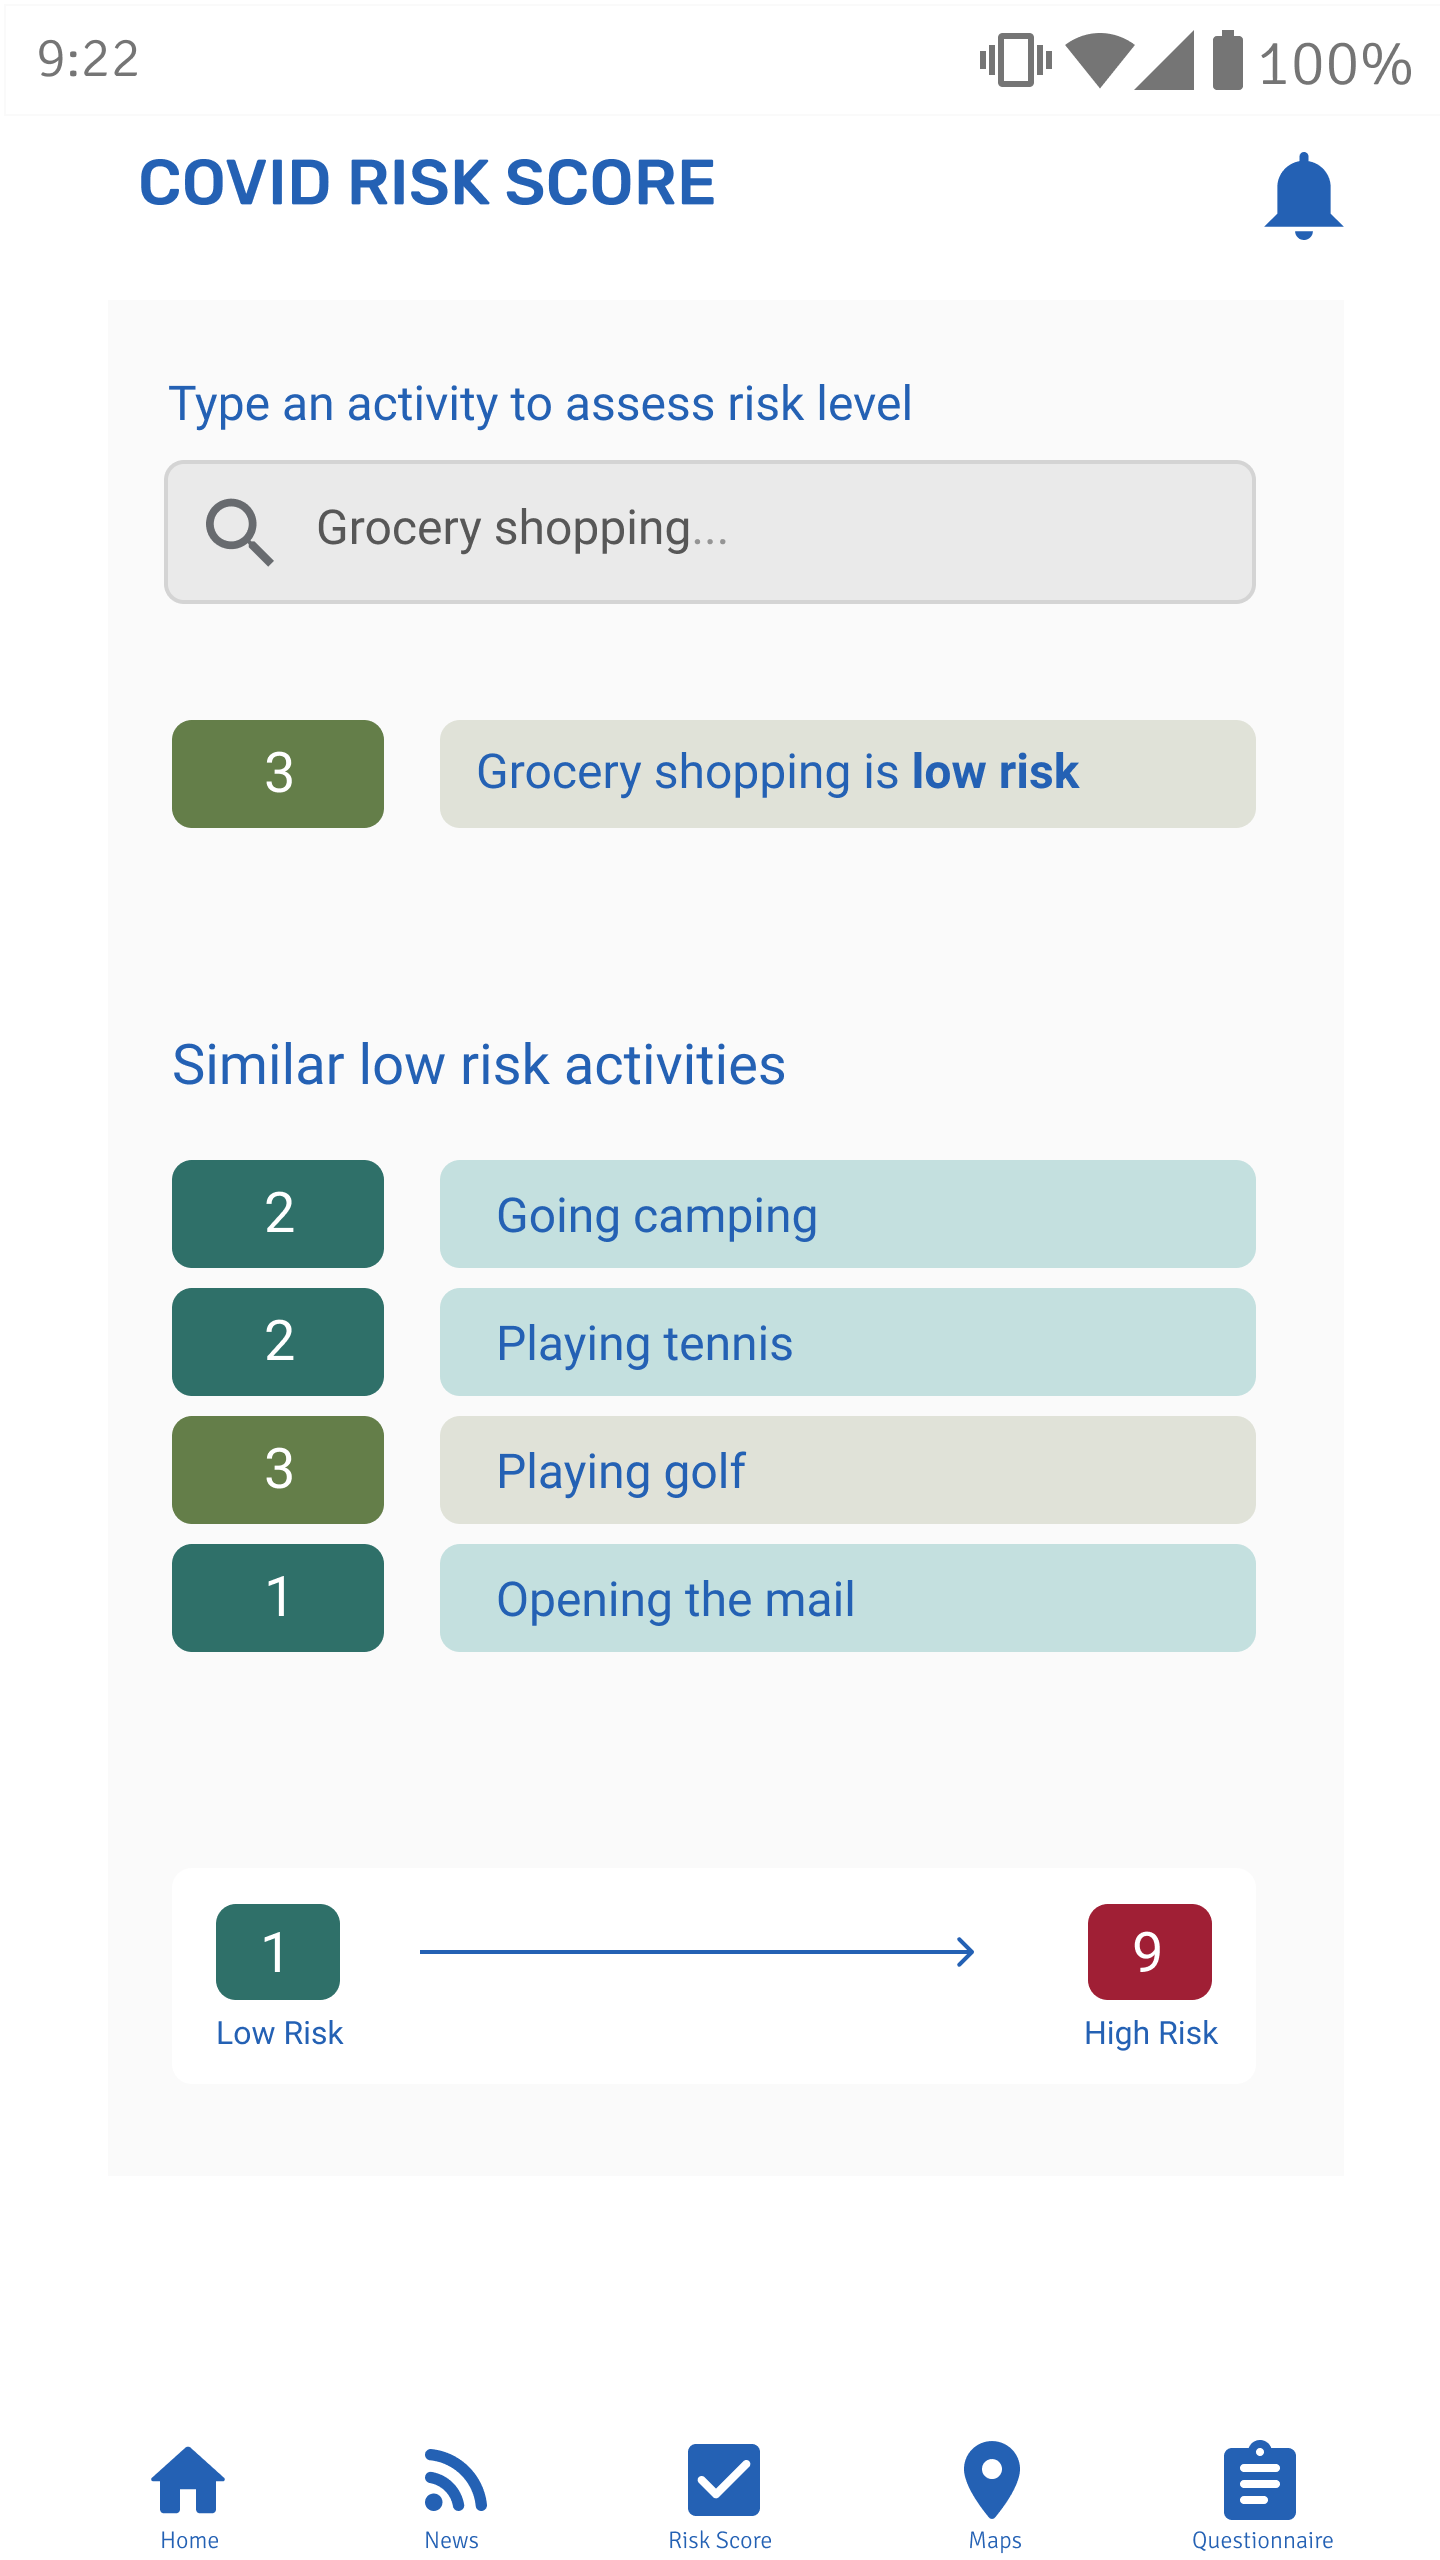 9:22
100%
COVID RISK SCORE
Type an activity to assess risk level
Grocery shopping...
3
Grocery shopping is low risk
Similar low risk activities
2
Going camping
2
Playing tennis
3
Playing golf
1
Opening the mail
1
9
Low Risk
High Risk
Home
News
Risk Score
Maps
Questionnaire